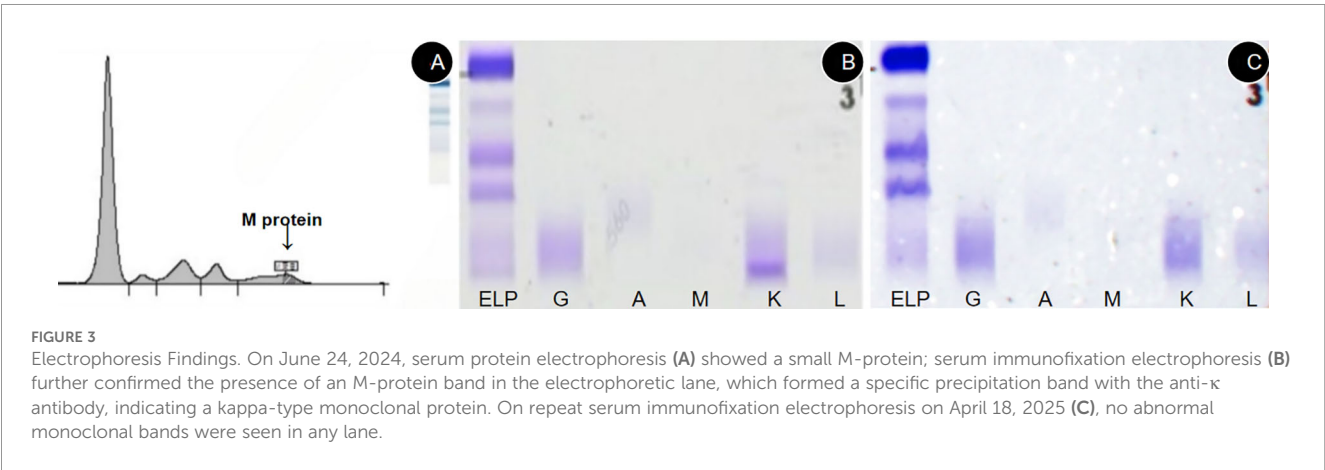 A
B
C
3
3
M protein
ELP G A M K L
ELP G A M K L
FIGURE 3
Electrophoresis Findings. On June 24, 2024, serum protein electrophoresis (A) showed a small M-protein; serum immunofixation electrophoresis (B)
further confirmed the presence of an M-protein band in the electrophoretic lane, which formed a specific precipitation band with the anti-κ
antibody, indicating a kappa-type monoclonal protein. On repeat serum immunofixation electrophoresis on April 18, 2025 (C), no abnormal
monoclonal bands were seen in any lane.